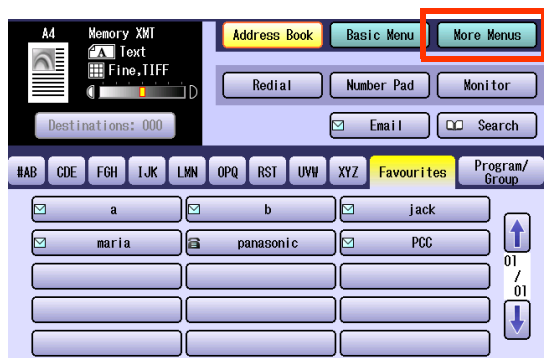 A4 Memory XMT
A Text
Fine,TIFF
D
Destinations: 000
Address Book Basic Menu More Menus
Redial Number Pad Monitor
Email Search
#AB CDE FGH IJK LMN OPQ RST UVW XYZ Favourites Program/
Group
a b jack
maria panasonic PCC
01
/
01